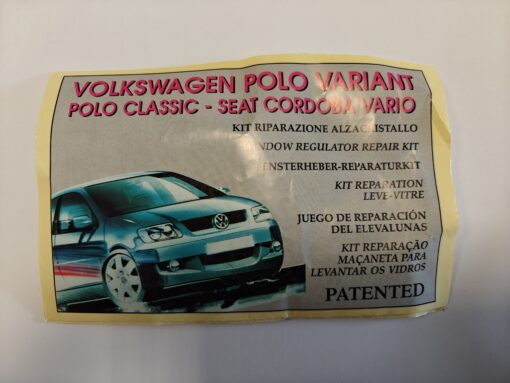 VOLKSWAGEN POLO VARIANT
POLO CLASSIC - SEAT CORDOBA VARIO
KIT RIPARAZIONE ALZACRISTALLO
WINDOW REGULATOR REPAIR KIT
FENSTERHEBER-REPARATURKIT
KIT REPARATION
LEVE-VITRE
JUEGO DE REPARACIÓN
DEL ELEVALUNAS
KIT REPARAÇÃO
MAÇANETA PARA
LEVANTAR OS VIDROS
PATENTED